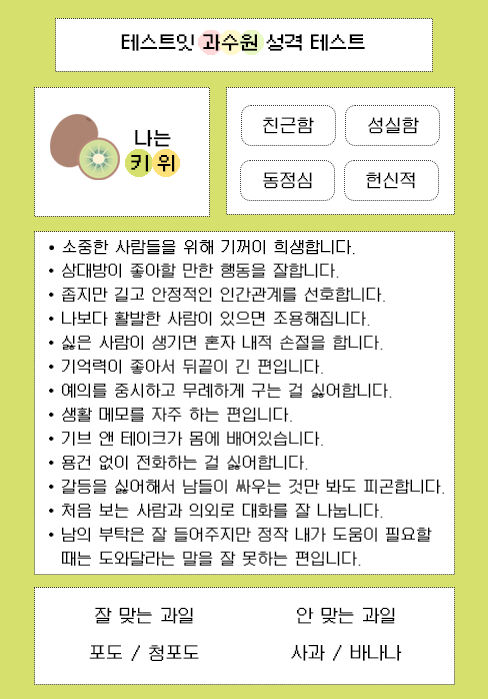 테스트잇 과수원 성격 테스트
나는
키위
친근함
성실함
동정심
헌신적
• 소중한 사람들을 위해 기꺼이 희생합니다.
• 상대방이 좋아할 만한 행동을 잘합니다.
• 좁지만 길고 안정적인 인간관계를 선호합니다.
• 나보다 활발한 사람이 있으면 조용해집니다.
• 싫은 사람이 생기면 혼자 내적 손절을 합니다.
• 기억력이 좋아서 뒤끝이 긴 편입니다.
• 예의를 중시하고 무례하게 구는 걸 싫어합니다.
• 생활 메모를 자주 하는 편입니다.
• 기브 앤 테이크가 몸에 배어있습니다.
• 용건 없이 전화하는 걸 싫어합니다.
• 갈등을 싫어해서 남들이 싸우는 것만 봐도 피곤합니다.
• 처음 보는 사람과 의외로 대화를 잘 나눕니다.
• 남의 부탁은 잘 들어주지만 정작 내가 도움이 필요할
때는 도와달라는 말을 잘 못하는 편입니다.
잘 맞는 과일
포도 / 청포도
안 맞는 과일
사과 / 바나나